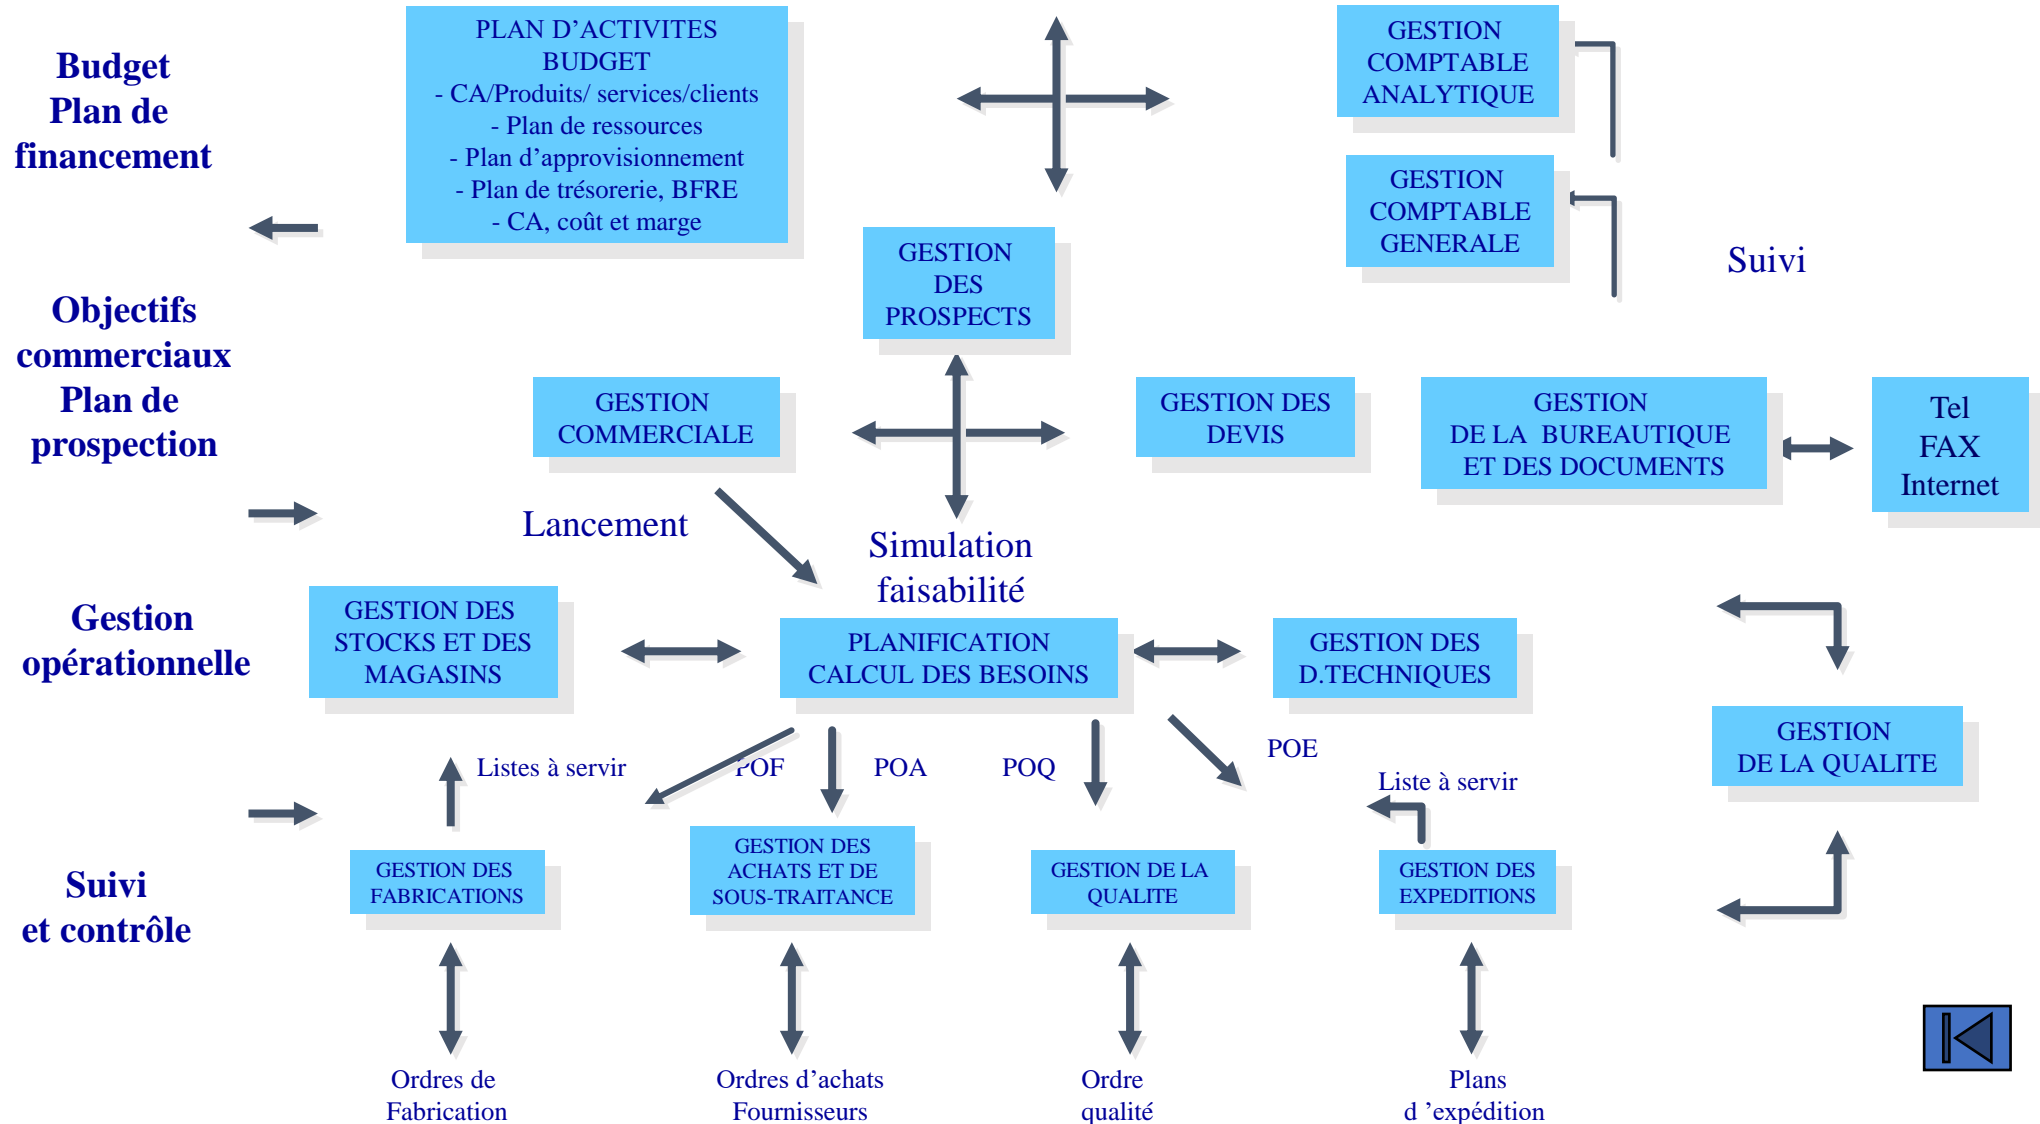 Budget
Plan de
financement
PLAN D’ACTIVITES
BUDGET
- CA/Produits/ services/clients
- Plan de ressources
- Plan d’approvisionnement
- Plan de trésorerie, BFRE
- CA, coût et marge
GESTION
COMPTABLE
ANALYTIQUE
GESTION
COMPTABLE
GENERALE
Suivi
GESTION
DES
PROSPECTS
Objectifs
commerciaux
Plan de
prospection
GESTION
COMMERCIALE
GESTION DES
DEVIS
GESTION
DE LA BUREAUTIQUE
ET DES DOCUMENTS
Tel
FAX
Internet
Lancement
Simulation
faisabilité
Gestion
opérationnelle
GESTION DES
STOCKS ET DES
MAGASINS
PLANIFICATION
CALCUL DES BESOINS
GESTION DES
D.TECHNIQUES
GESTION
DE LA QUALITE
Listes à servir
POF
POA
POQ
POE
Liste à servir
Suivi
et contrôle
GESTION DES
FABRICATIONS
GESTION DES
ACHATS ET DE
SOUS-TRAITANCE
GESTION DE LA
QUALITE
GESTION DES
EXPEDITIONS
Ordres de
Fabrication
Ordres d’achats
Fournisseurs
Ordre
qualité
Plans
d ’expédition